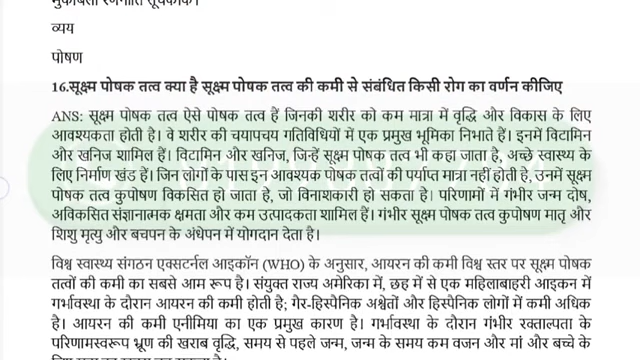 मुकाबला रणनीति सूचकांक।
व्यय
पोषण
16.सूक्ष्म पोषक तत्व क्या है सूक्ष्म पोषक तत्व की कमी से संबंधित किसी रोग का वर्णन कीजिए
ANS: सूक्ष्म पोषक तत्व ऐसे पोषक तत्व हैं जिनकी शरीर को कम मात्रा में वृद्धि और विकास के लिए
आवश्यकता होती है। वे शरीर की चयापचय गतिविधियों में एक प्रमुख भूमिका निभाते हैं। इनमें विटामिन
और खनिज शामिल हैं। विटामिन और खनिज, जिन्हें सूक्ष्म पोषक तत्व भी कहा जाता है, अच्छे स्वास्थ्य के
लिए निर्माण खंड हैं। जिन लोगों के पास इन आवश्यक पोषक तत्वों की पर्याप्त मात्रा नहीं होती है, उनमें सूक्ष्म
पोषक तत्व कुपोषण विकसित हो जाता है, जो विनाशकारी हो सकता है। परिणामों में गंभीर जन्म दोष,
अविकसित संज्ञानात्मक क्षमता और कम उत्पादकता शामिल हैं। गंभीर सूक्ष्म पोषक तत्व कुपोषण मातृ और
शिशु मृत्यु और बचपन के अंधेपन में योगदान देता है।
विश्व स्वास्थ्य संगठन एक्सटर्नल आइकॉन (WHO) के अनुसार, आयरन की कमी विश्व स्तर पर सूक्ष्म पोषक
तत्वों की कमी का सबसे आम रूप है। संयुक्त राज्य अमेरिका में, छह में से एक महिलाबाहरी आइकन में
गर्भावस्था के दौरान आयरन की कमी होती है; गैर-हिस्पैनिक अश्वेतों और हिस्पैनिक लोगों में कमी अधिक
है। आयरन की कमी एनीमिया का एक प्रमुख कारण है। गर्भावस्था के दौरान गंभीर रक्ताल्पता के
परिणामस्वरूप भ्रूण की खराब वृद्धि, समय से पहले जन्म, जन्म के समय कम वजन और मां और बच्चे के